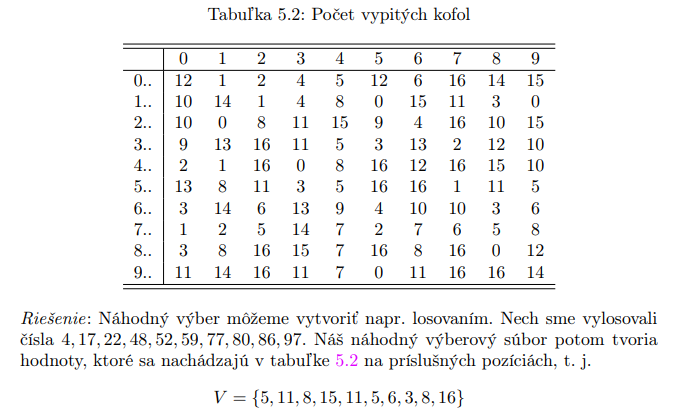 Tabuľka 5.2: Počet vypitých kofol
0 1 2 3 4 5 6 7 8 9
0.. 12 1 2 4 5 12 6 16 14 15
1.. 10 14 1 4 8 0 15 11 3 0
2.. 10 0 8 11 15 9 4 16 10 15
3.. 9 13 16 11 5 3 13 2 12 10
4.. 2 1 16 0 8 16 12 16 15 10
5.. 13 8 11 3 5 16 16 1 11 5
6.. 3 14 6 13 9 4 10 10 3 6
7.. 1 2 5 14 7 2 7 6 5 8
8.. 3 8 16 15 7 16 8 16 0 12
9.. 11 14 16 11 7 0 11 16 16 14
Riešenie: Náhodný výber môžeme vytvoriť napr. losovaním. Nech sme vylosovali
čísla 4, 17, 22, 48, 52, 59, 77, 80, 86, 97. Náš náhodný výberový súbor potom tvoria
hodnoty, ktoré sa nachádzajú v tabuľke 5.2 na príslušných pozíciách, t. j.
V = {5, 11, 8, 15, 11, 5, 6, 3, 8, 16}